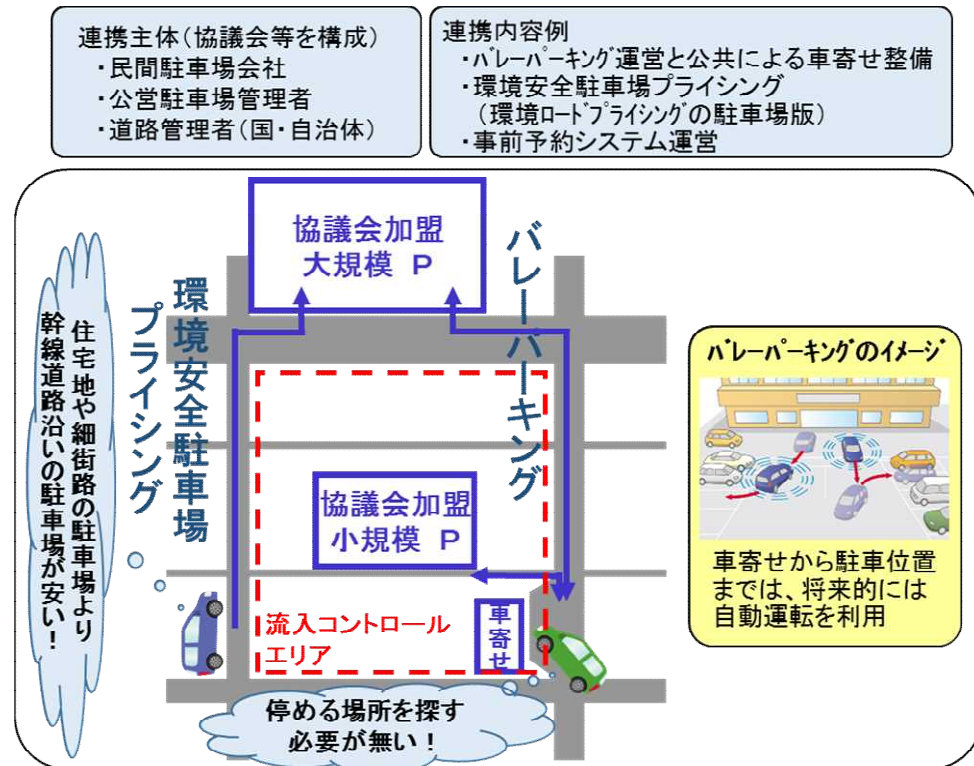 連携主体(協議会等を構成)
・民間駐車場会社
・公営駐車場管理者
・道路管理者(国・自治体)
連携内容例
・バレーパーキング運営と公共による車寄せ整備
・環境安全駐車場プライシング
(環境ロードプライシングの駐車場版)
・事前予約システム運営
協議会加盟
大規模 P
バレーパーキング
環境安全駐車場
プライシング
住宅地や細街路の駐車場より
幹線道路沿いの駐車場が安い!
協議会加盟
小規模 P
流入コントロール
エリア
車寄せ
停める場所を探す
必要が無い!
バレーパーキングのイメージ
車寄せから駐車位置
までは、将来的には
自動運転を利用